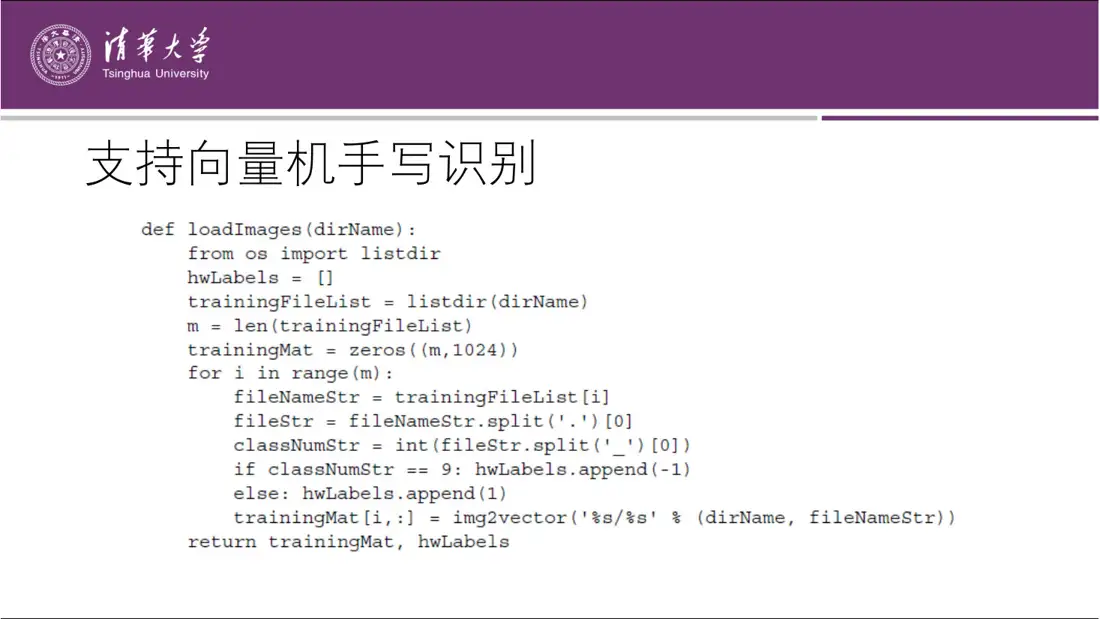 清华大学
Tsinghua University
支持向量机手写识别
def loadImages(dirName):
    from os import listdir
    hwLabels = []
    trainingFileList = listdir(dirName)
    m = len(trainingFileList)
    trainingMat = zeros((m,1024))
    for i in range(m):
        fileNameStr = trainingFileList[i]
        fileStr = fileNameStr.split('.')[0]
        classNumStr = int(fileStr.split('_')[0])
        if classNumStr == 9: hwLabels.append(-1)
        else: hwLabels.append(1)
        trainingMat[i,:] = img2vector('%s/%s' % (dirName, fileNameStr))
    return trainingMat, hwLabels